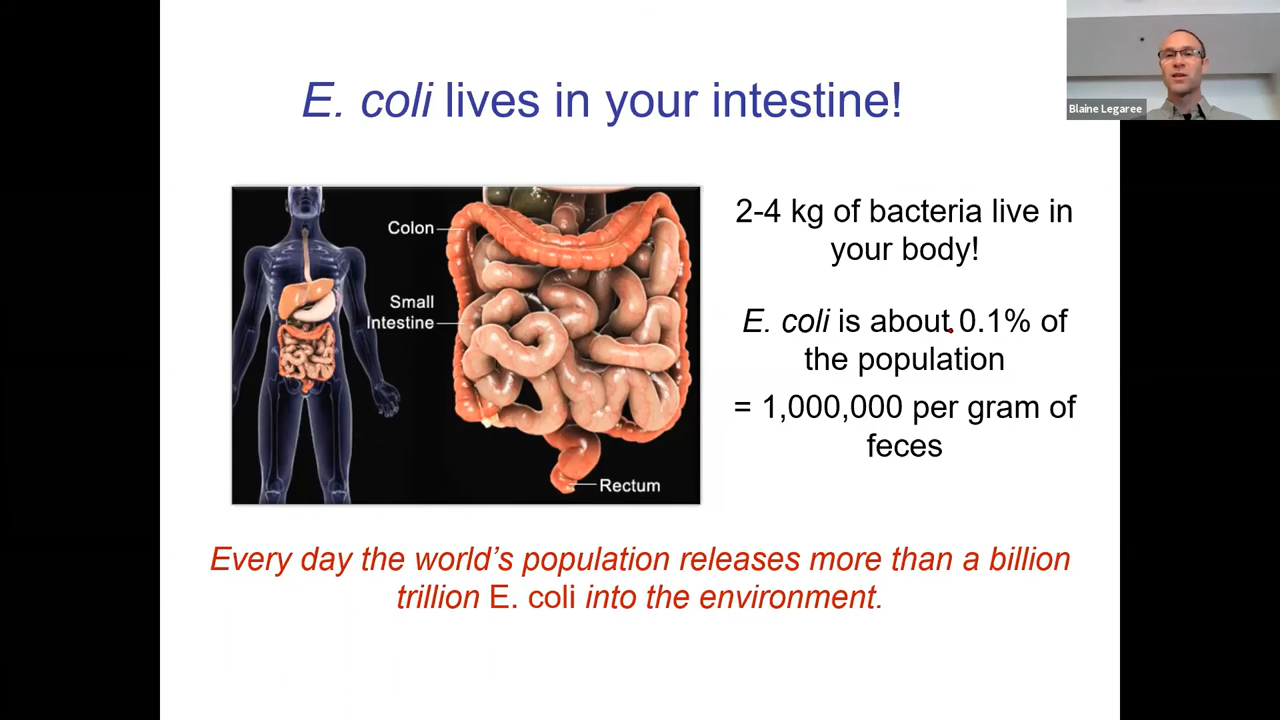 E. coli lives in your intestine!
Blaine Legaree
Colon
Small
Intestine
Rectum
2-4 kg of bacteria live in
your body!
E. coli is about 0.1% of
the population
= 1,000,000 per gram of
feces
Every day the world’s population releases more than a billion
trillion E. coli into the environment.